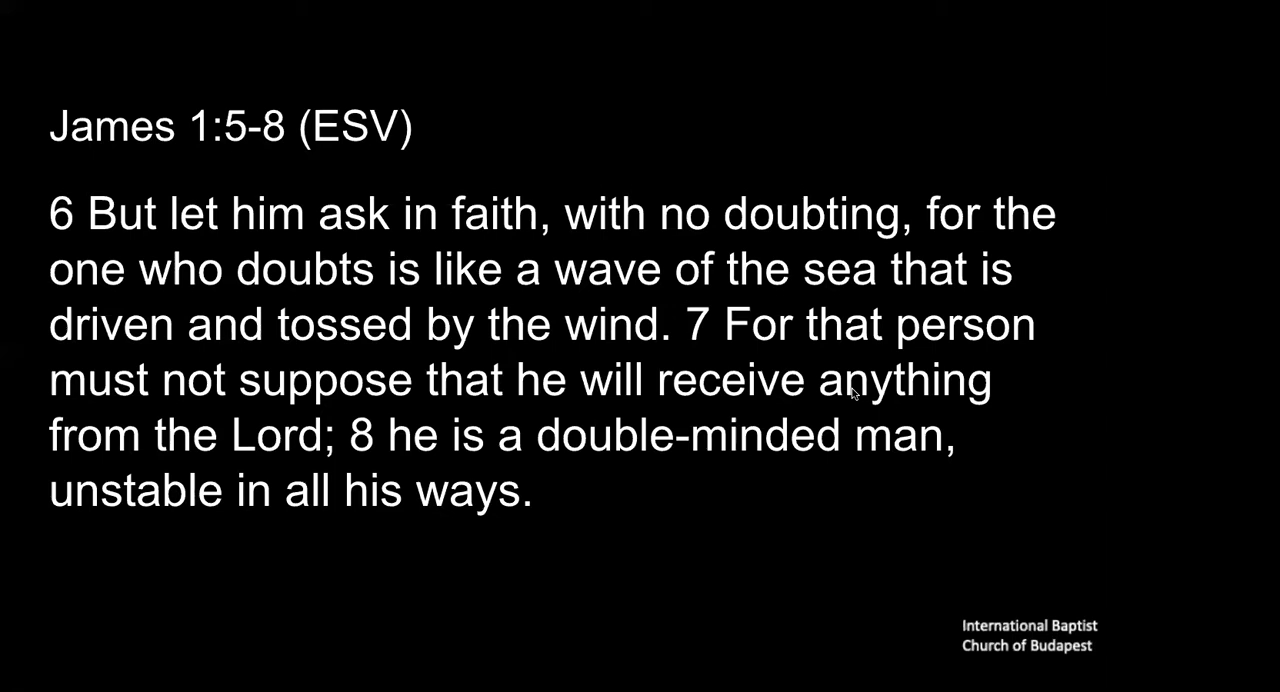 James 1:5-8 (ESV)
6 But let him ask in faith, with no doubting, for the
one who doubts is like a wave of the sea that is
driven and tossed by the wind. 7 For that person
must not suppose that he will receive anything
from the Lord; 8 he is a double-minded man,
unstable in all his ways.
International Baptist
Church of Budapest